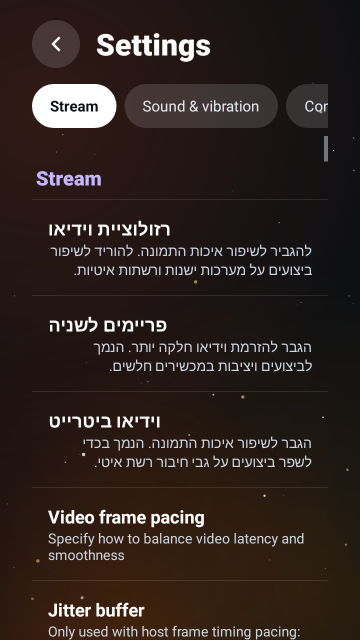 Settings
Stream
Sound & vibration
Stream
רזולוציית וידיאו
להגביר לשיפור איכות התמונה. להוריד לשיפור
ביצועים על מערכות ישנות ורשתות איטיות.
פריימים לשניה
הגבר להזרמת וידיאו חלקה יותר. הנמך
לביצועים ויציבות במכשירים חלשים.
וידיאו ביטרייט
הגבר לשיפור איכות התמונה. הנמך בכדי
לשפר ביצועים על גבי חיבור רשת איטי.
Video frame pacing
Specify how to balance video latency and
smoothness
Jitter buffer
Only used with host frame timing pacing: